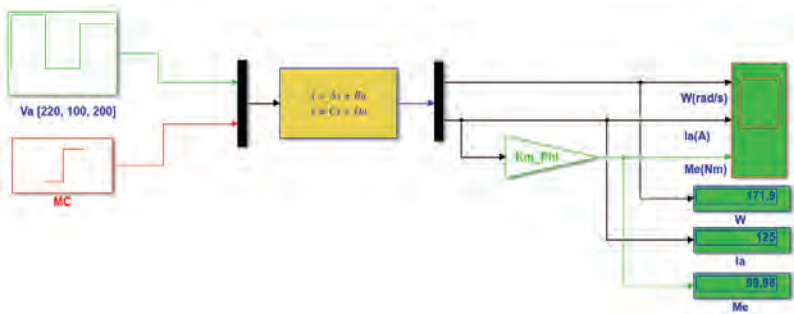 Va [220, 100, 200]
MC
ẋ = Ax + Bu
y = Cx + Du
Km_Phi
W(rad/s)
Ia(A)
Me(Nm)
171.9
W
125
Ia
99.98
Me